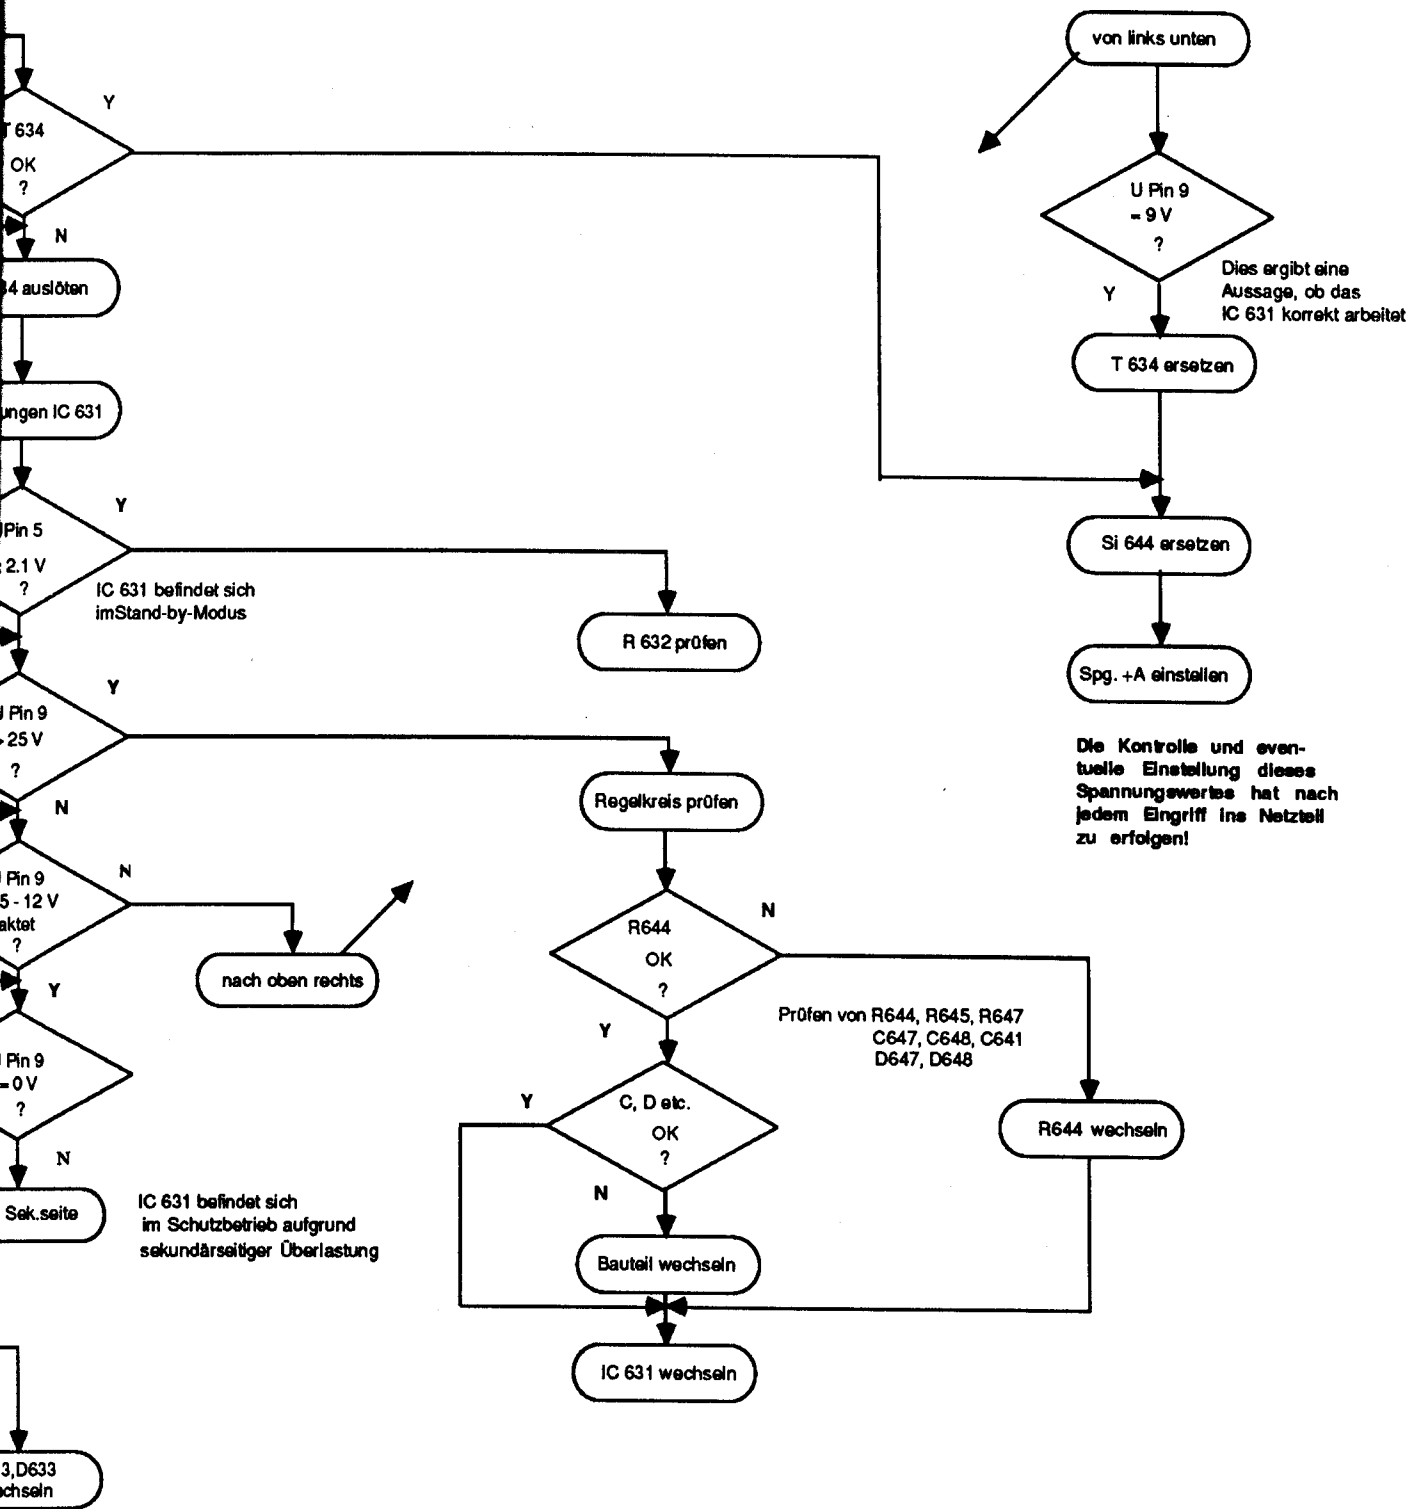 von links unten
Y
T 634
OK
?
N
U Pin 9
= 9 V
?
Y
Dies ergibt eine
Aussage, ob das
IC 631 korrekt arbeitet
34 auslöten
T 634 ersetzen
ungen IC 631
Y
UPin 5
2.1 V
?
IC 631 befindet sich
imStand-by-Modus
Si 644 ersetzen
R 632 prüfen
Spg. +A einstellen
Y
Pin 9
> 25 V
?
N
Die Kontrolle und even-
tuelle Einstellung dieses
Spannungswertes hat nach
jedem Eingriff ins Netzteil
zu erfolgen!
Regelkreis prüfen
N
Pin 9
5 - 12 V
aktet
?
Y
nach oben rechts
R644
OK
?
N
Y
Prüfen von R644, R645, R647
C647, C648, C641
D647, D648
Pin 9
= 0 V
?
N
Y
C, D etc.
OK
?
N
R644 wechseln
Sek.seite
IC 631 befindet sich
im Schutzbetrieb aufgrund
sekundärseitiger Überlastung
Bauteil wechseln
IC 631 wechseln
3,D633
echseln